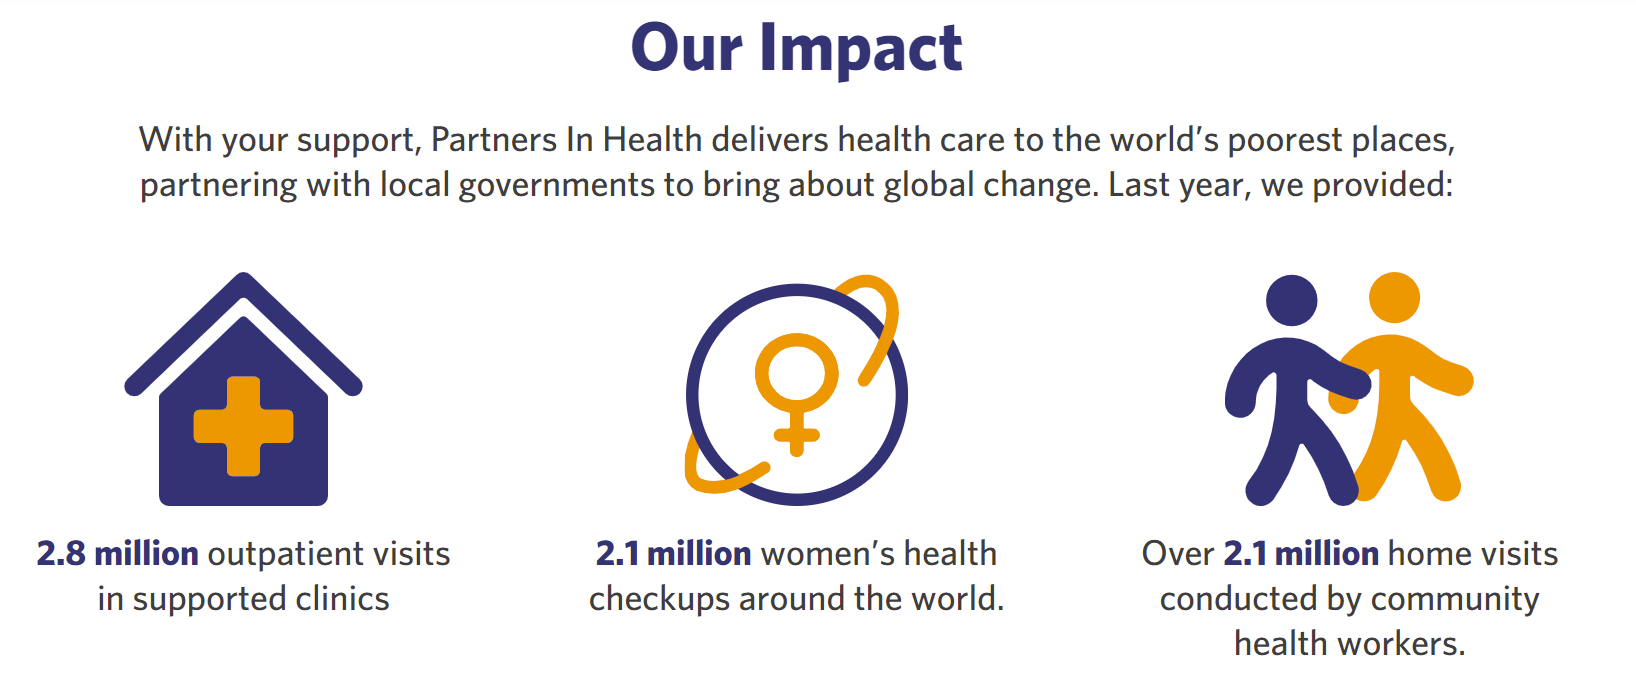 Our Impact
With your support, Partners In Health delivers health care to the world’s poorest places,
partnering with local governments to bring about global change. Last year, we provided:
2.8 million outpatient visits
in supported clinics
2.1 million women’s health
checkups around the world.
Over 2.1 million home visits
conducted by community
health workers.